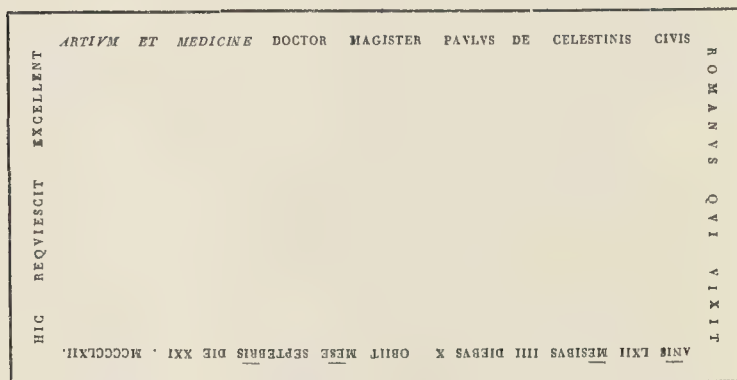 HIC REQVIESCIT EXCELLENT
ARTIVM ET MEDICINE DOCTOR MAGISTER PAVLVS DE CELESTINIS CIVIS
ROMANVS QVI VIXIT
ANIS LXII MESIBVS IIII DIEBVS X OBIIT MESE SEPTEBRIS DIE XXI . MCCCCLXII.